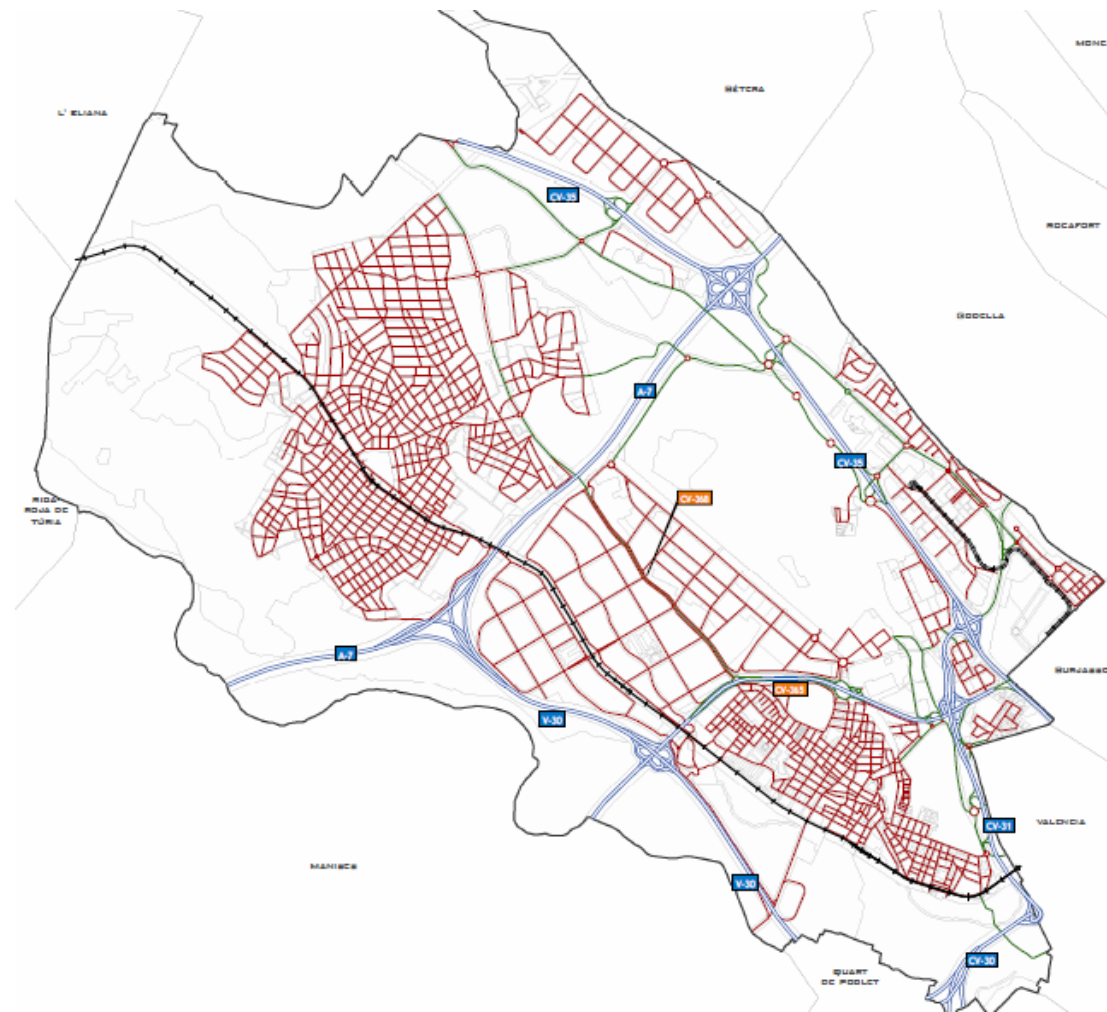 MONC
BÉTERA
L' ELIANA
CV-35
ROCAFORT
GODELLA
A-7
CV-35
RIBA-
ROJA DE
TÚRIA
CV-368
A-7
BURJASSO
CV-365
V-30
VALENCIA
CV-31
MANISES
V-30
QUART
DE POBLET
CV-30